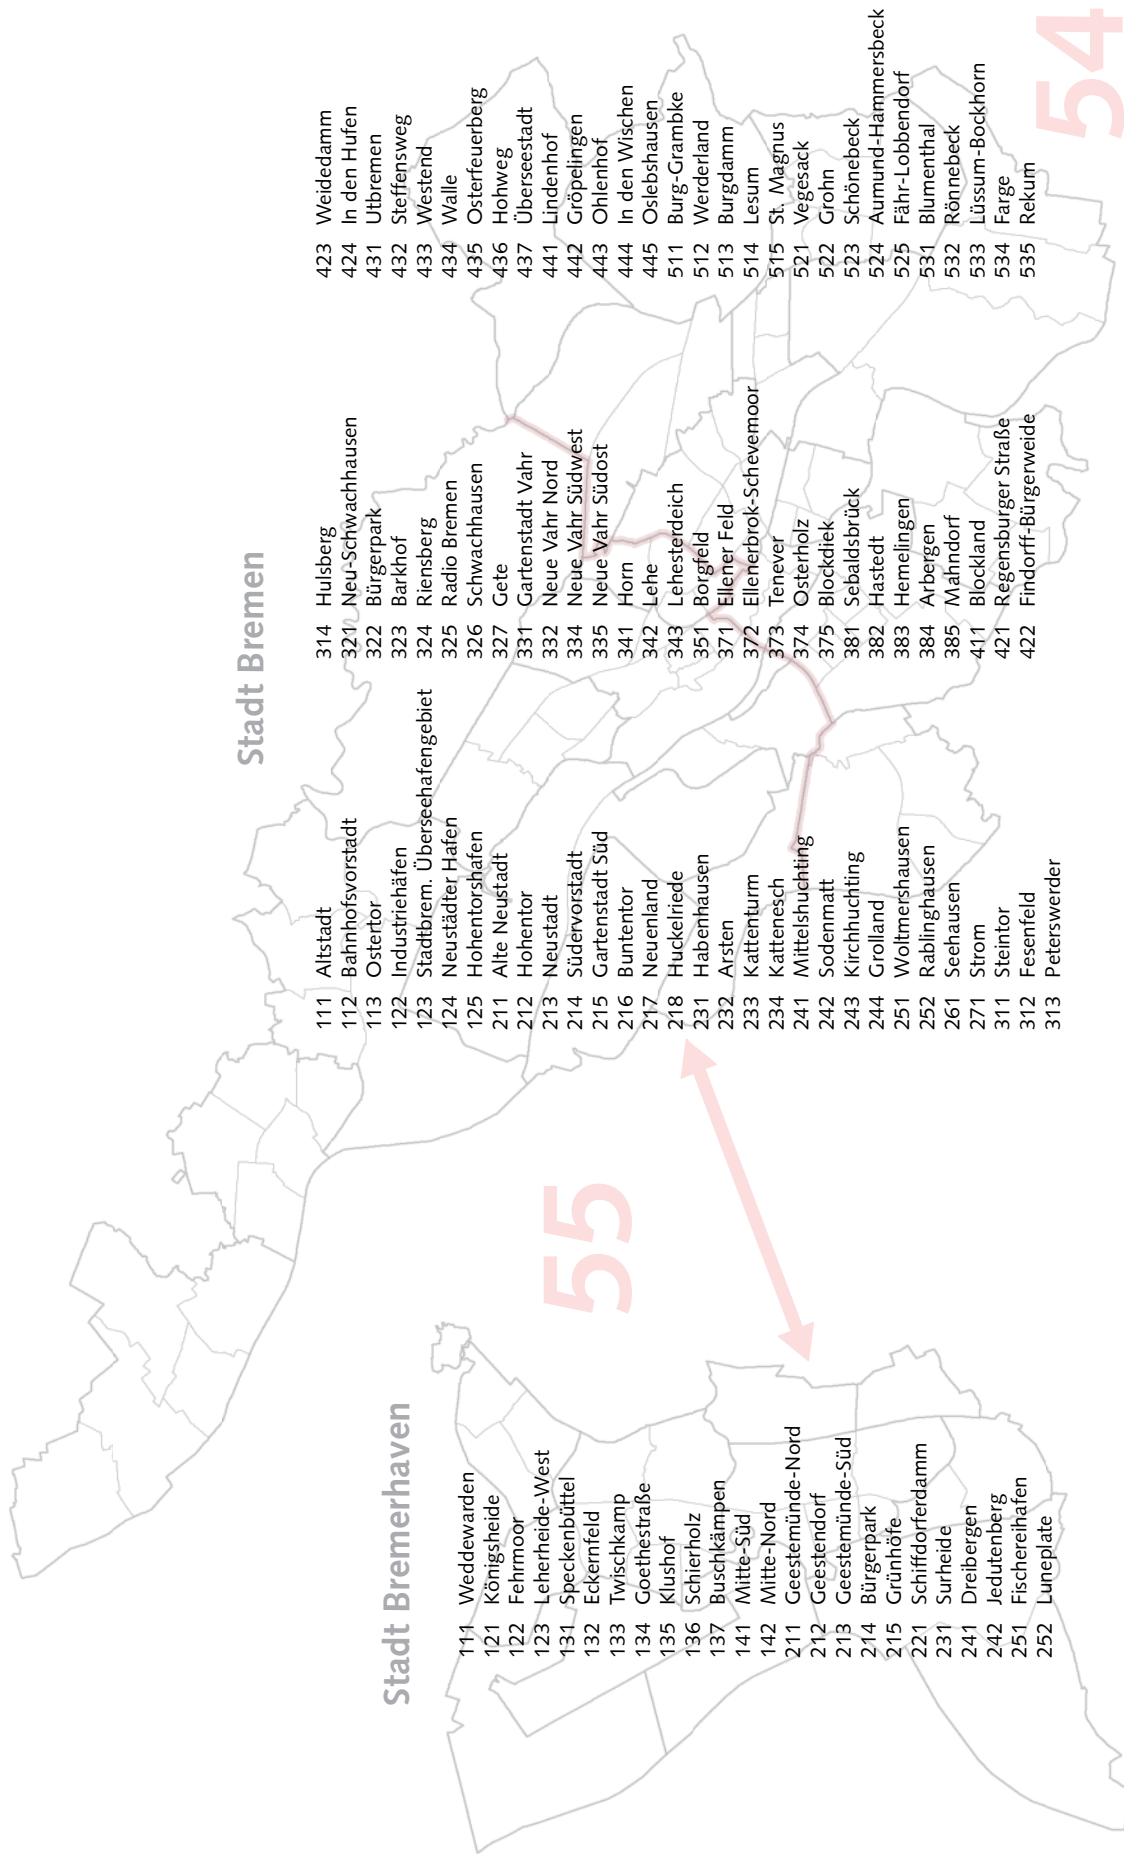 Stadt Bremerhaven
111 Weddewarden
121 Königsheide
122 Fehrmoor
123 Leherheide-West
131 Speckenbüttel
132 Eckernfeld
133 Twischkamp
134 Goethestraße
135 Klushof
136 Schierholz
137 Buschkämpen
141 Mitte-Süd
142 Mitte-Nord
211 Geestemünde-Nord
212 Geestendorf
213 Geestemünde-Süd
214 Bürgerpark
215 Grünhöfe
221 Schiffdorferdamm
231 Surheide
241 Dreibergen
242 Jedutenberg
251 Fischereihafen
252 Luneplate
55
Stadt Bremen
111 Altstadt
112 Bahnhofsvorstadt
113 Ostertor
122 Industriehäfen
123 Stadtbrem. Überseehafengebiet
124 Neustädter Hafen
125 Hohentorshafen
211 Alte Neustadt
212 Hohentor
213 Neustadt
214 Südervorstadt
215 Gartenstadt Süd
216 Buntentor
217 Neuenland
218 Huckelriede
231 Habenhausen
232 Arsten
233 Kattenturm
234 Kattenesch
241 Mittelshuchting
242 Sodenmatt
243 Kirchhuchting
244 Grolland
251 Woltmershausen
252 Rablinghausen
261 Seehausen
271 Strom
311 Steintor
312 Fesenfeld
313 Peterswerder
314 Hulsberg
321 Neu-Schwachhausen
322 Bürgerpark
323 Barkhof
324 Riensberg
325 Radio Bremen
326 Schwachhausen
327 Gete
331 Gartenstadt Vahr
332 Neue Vahr Nord
334 Neue Vahr Südwest
335 Neue Vahr Südost
341 Horn
342 Lehe
343 Lehesterdeich
351 Borgfeld
371 Ellener Feld
372 Ellenerbrok-Schevemoor
373 Tenever
374 Osterholz
375 Blockdiek
381 Sebaldsbrück
382 Hastedt
383 Hemelingen
384 Arbergen
385 Mahndorf
411 Blockland
421 Regensburger Straße
422 Findorff-Bürgerweide
423 Weidedamm
424 In den Hufen
431 Utbremen
432 Steffensweg
433 Westend
434 Walle
435 Osterfeuerberg
436 Hohweg
437 Überseestadt
441 Lindenhof
442 Gröpelingen
443 Ohlenhof
444 In den Wischen
445 Oslebshausen
511 Burg-Grambke
512 Werderland
513 Burgdamm
514 Lesum
515 St. Magnus
521 Vegesack
522 Grohn
523 Schönebeck
524 Aumund-Hammersbeck
525 Fähr-Lobbendorf
531 Blumenthal
532 Rönnebeck
533 Lüssum-Bockhorn
534 Farge
535 Rekum
54